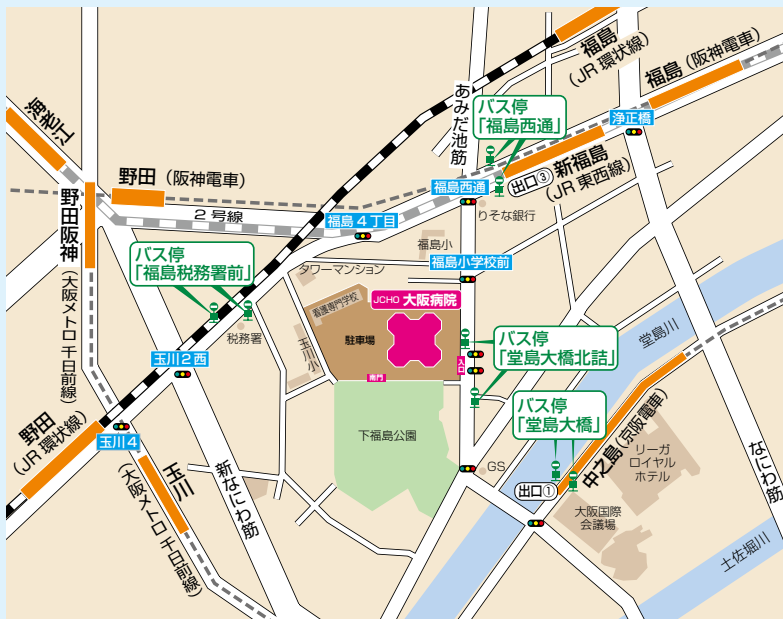 福島
(JR 環状線)
福島(阪神電車)
あみだ池筋
バス停
「福島西通」
浄正橋
海老江
新福島
(JR 東西線)
出口③
野田(阪神電車)
福島西通
りそな銀行
2号線
福島4丁目
野田阪神
(大阪メトロ千日前線)
福島小
福島小学校前
バス停
「福島税務署前」
タワーマンション
看護専門学校
JCHO 大阪病院
堂島川
税務署
駐車場
バス停
「堂島大橋北詰」
玉川小
入口
玉川2西
南門
バス停
「堂島大橋」
中之島(京阪電車)
なにわ筋
野田
(JR 環状線)
玉川4
下福島公園
リーガ
ロイヤル
ホテル
玉川
(大阪メトロ千日前線)
新なにわ筋
GS
出口①
大阪国際
会議場
土佐堀川